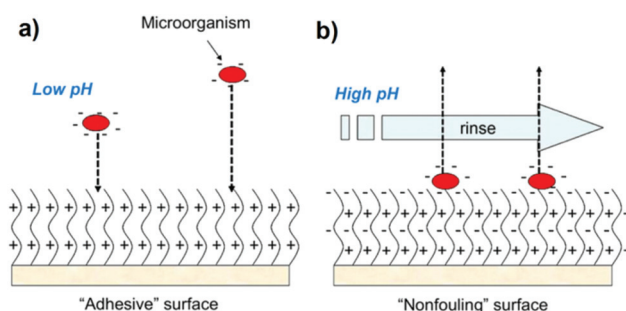 a)
Microorganism
Low pH
"Adhesive" surface
b)
High pH
rinse
"Nonfouling" surface